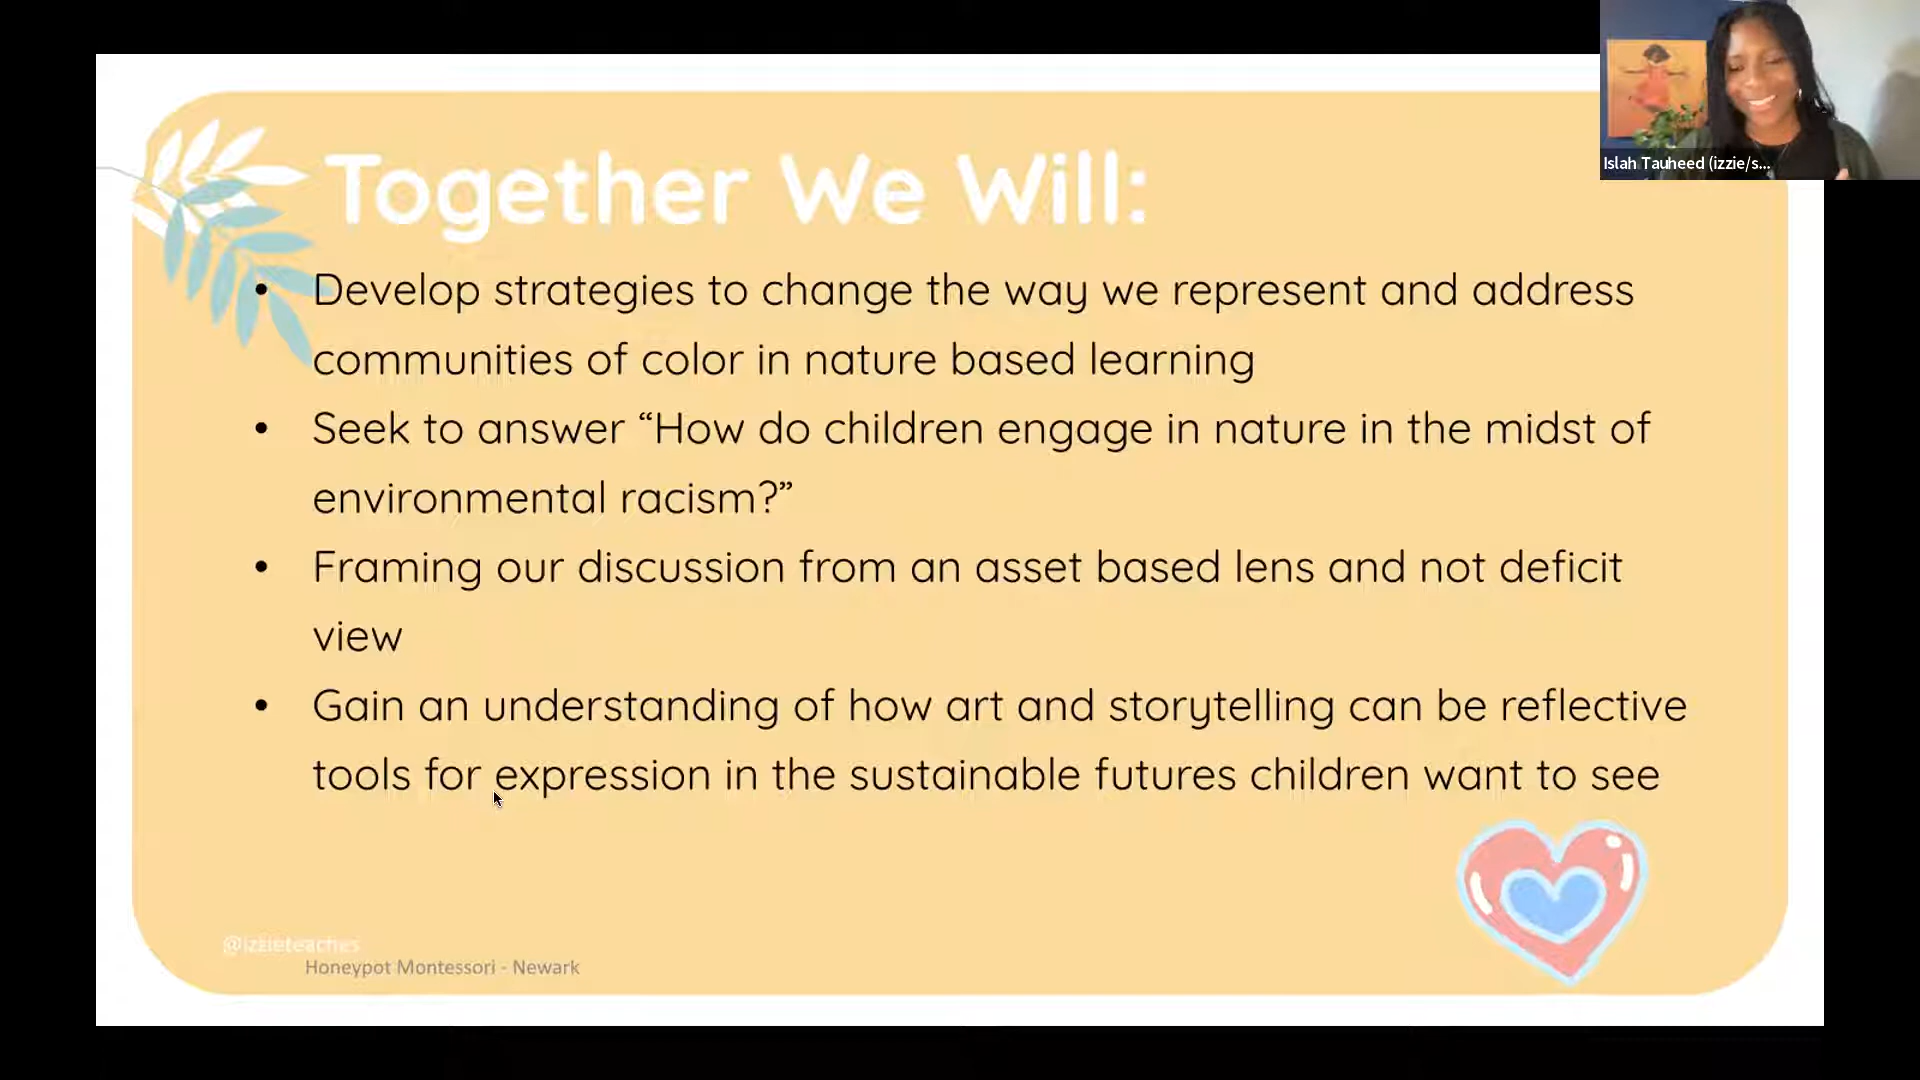 Together We Will:
• Develop strategies to change the way we represent and address
communities of color in nature based learning
• Seek to answer “How do children engage in nature in the midst of
environmental racism?”
• Framing our discussion from an asset based lens and not deficit
view
• Gain an understanding of how art and storytelling can be reflective
tools for expression in the sustainable futures children want to see
@izzieteaches
Honeypot Montessori - Newark
Islah Tauheed (izzie/s...